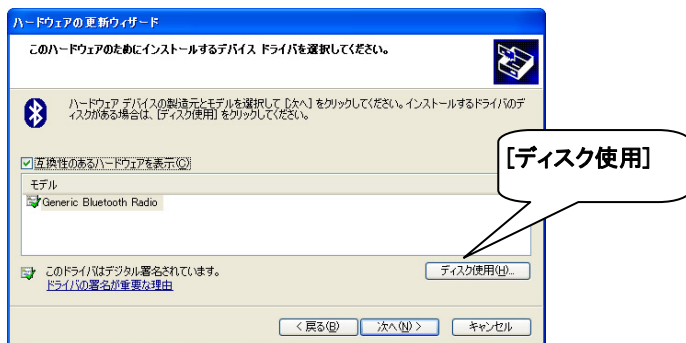 ハードウェアの更新ウィザード
このハードウェアのためにインストールするデバイス ドライバを選択してください。
ハードウェア デバイスの製造元とモデルを選択して [次へ] をクリックしてください。インストールするドライバのデ
ィスクがある場合は、[ディスク使用] をクリックしてください。
[ディスク使用]
互換性のあるハードウェアを表示(C)
モデル
Generic Bluetooth Radio
このドライバはデジタル署名されています。
ディスク使用(H)...
ドライバの署名が重要な理由
< 戻る(B)
次へ(N) >
キャンセル